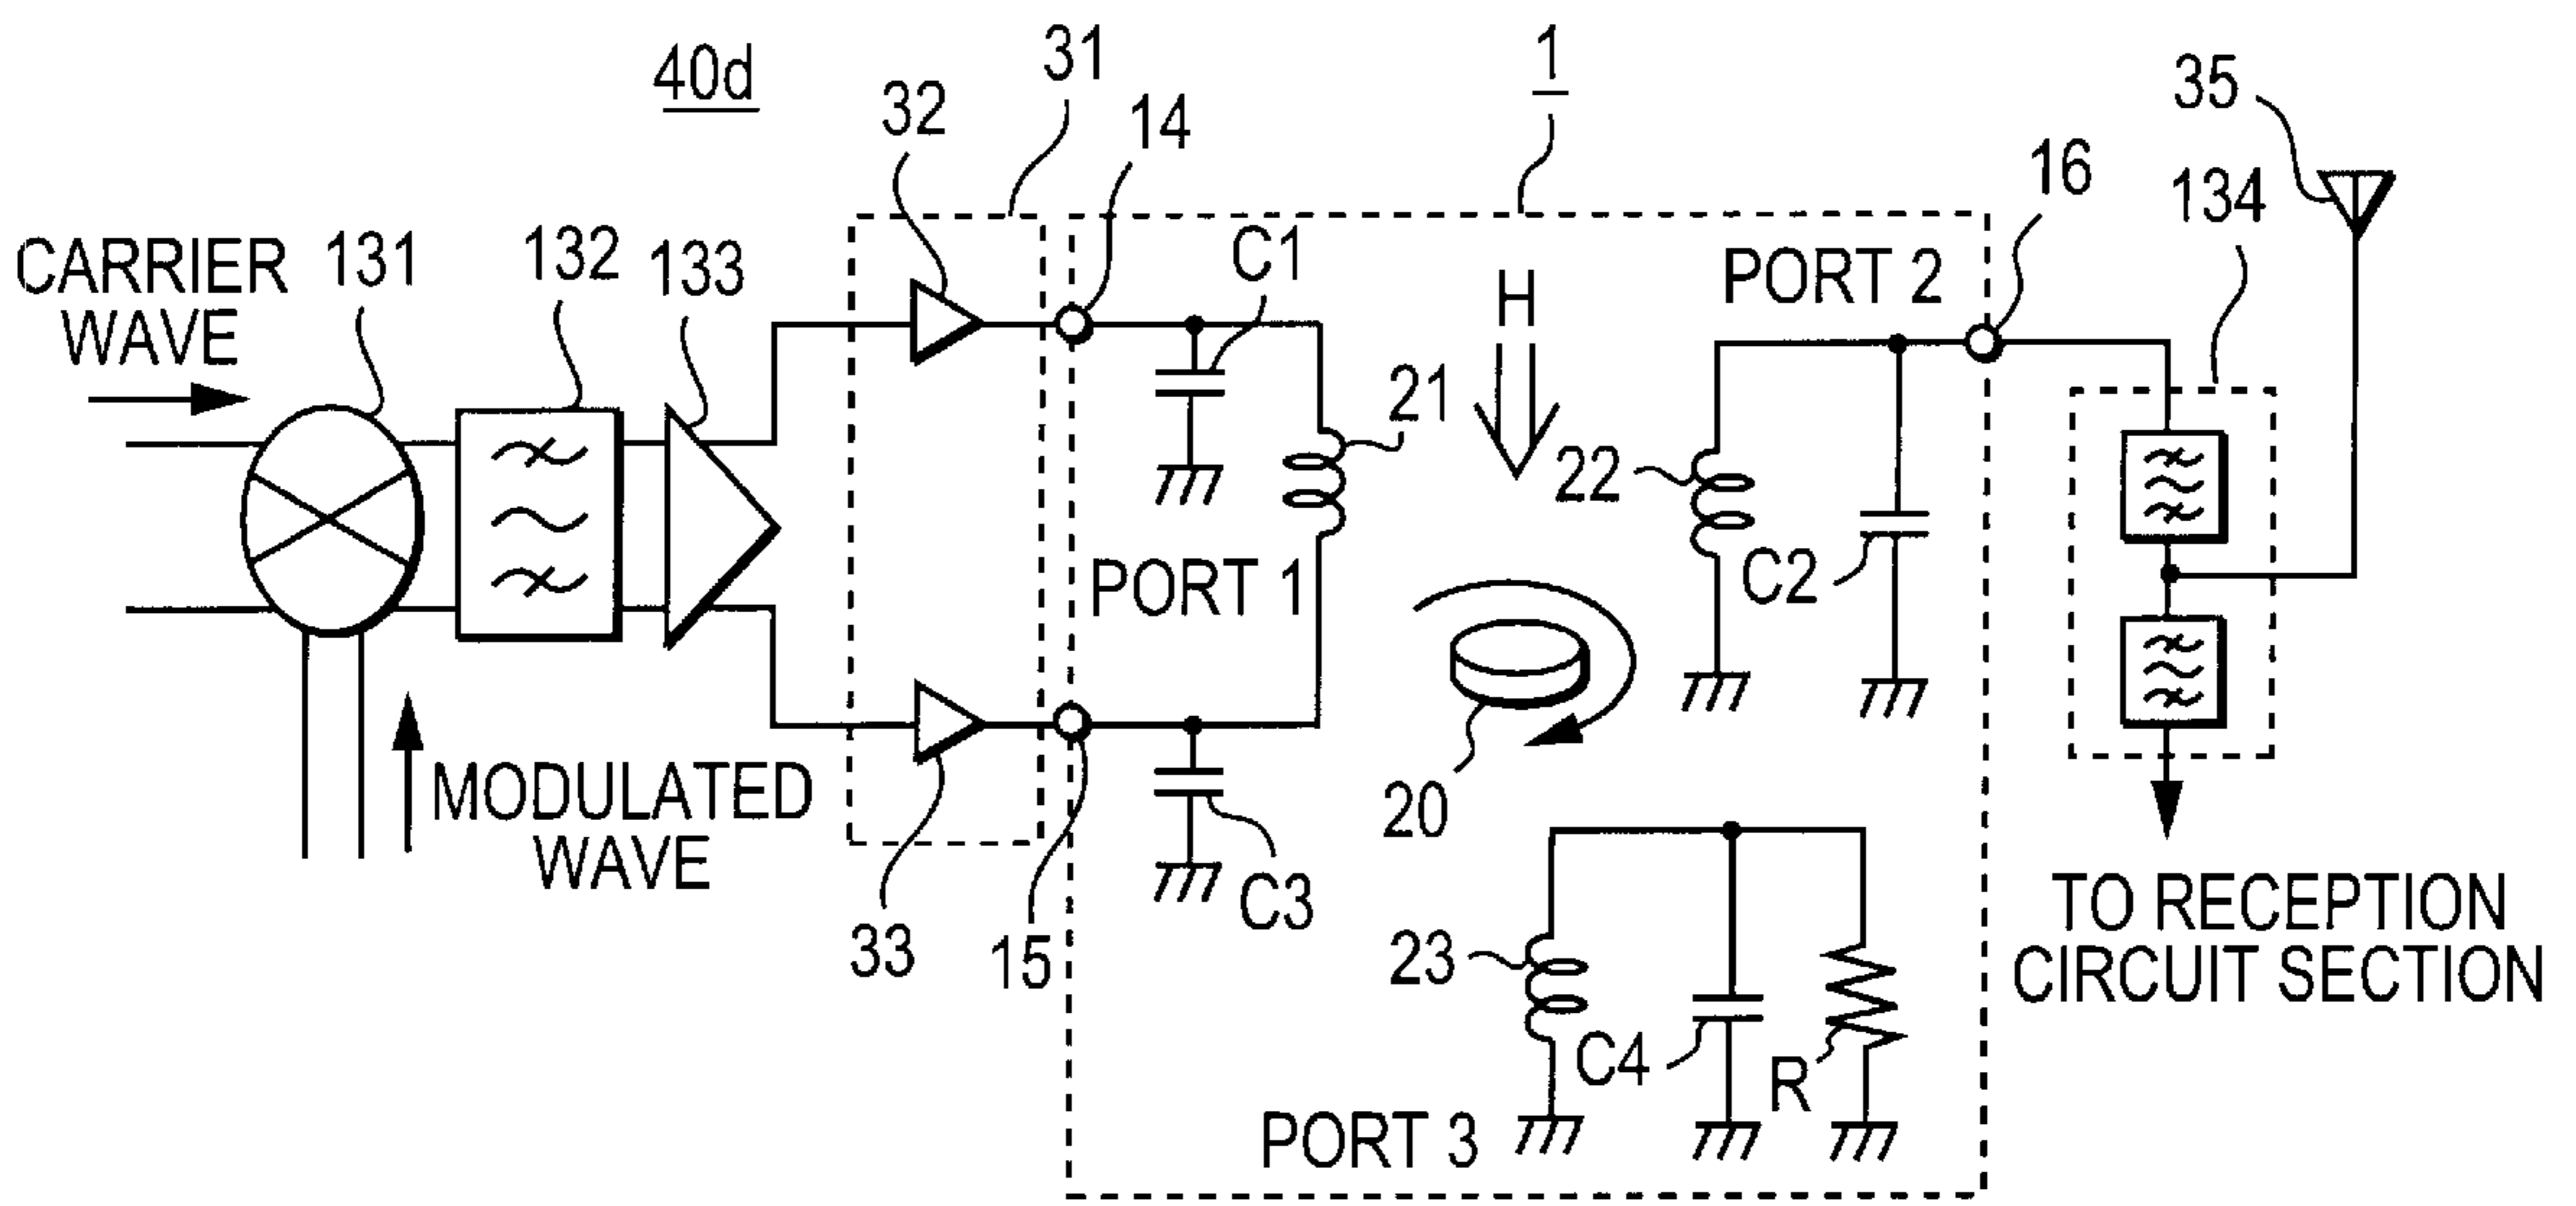 40d
31
1
32
14
35
16
134
CARRIER
WAVE
131
132
133
C1
H
PORT 2
21
22
PORT 1
C2
MODULATED
WAVE
20
33
15
C3
23
C4
R
PORT 3
TO RECEPTION
CIRCUIT SECTION